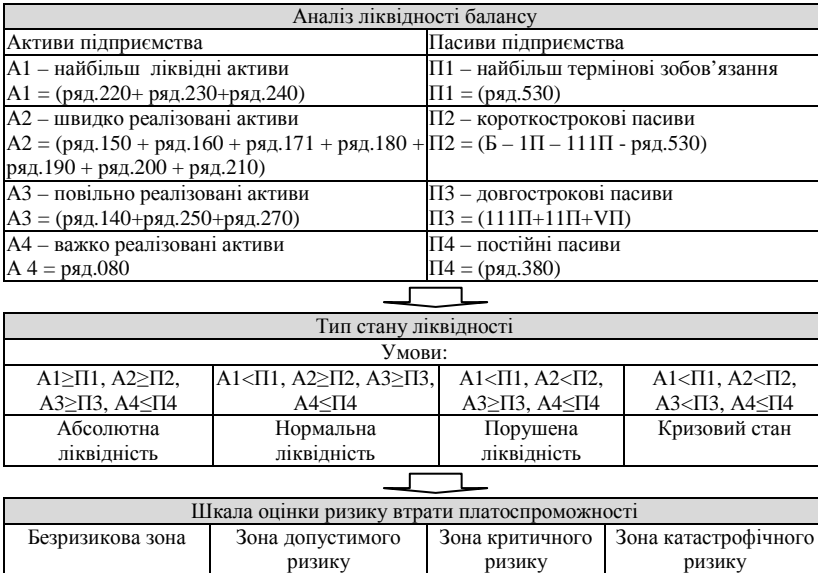 Аналіз ліквідності балансу
Активи підприємства
Пасиви підприємства
А1 – найбільш ліквідні активи
А1 = (ряд.220+ ряд.230+ряд.240)
П1 – найбільш термінові зобов’язання
П1 = (ряд.530)
А2 – швидко реалізовані активи
А2 = (ряд.150 + ряд.160 + ряд.171 + ряд.180 +
ряд.190 + ряд.200 + ряд.210)
П2 – короткострокові пасиви
П2 = (Б – 1П – 111П - ряд.530)
А3 – повільно реалізовані активи
А3 = (ряд.140+ряд.250+ряд.270)
П3 – довгострокові пасиви
П3 = (111П+11П+VП)
А4 – важко реалізовані активи
А 4 = ряд.080
П4 – постійні пасиви
П4 = (ряд.380)
Тип стану ліквідності
Умови:
А1≥П1, А2≥П2,
А3≥П3, А4≤П4
А1<П1, А2≥П2, А3≥П3,
А4≤П4
А1<П1, А2<П2,
А3≥П3, А4≤П4
А1<П1, А2<П2,
А3<П3, А4≤П4
Абсолютна
ліквідність
Нормальна
ліквідність
Порушена
ліквідність
Кризовий стан
Шкала оцінки ризику втрати платоспроможності
Безризикова зона
Зона допустимого
ризику
Зона критичного
ризику
Зона катастрофічного
ризику